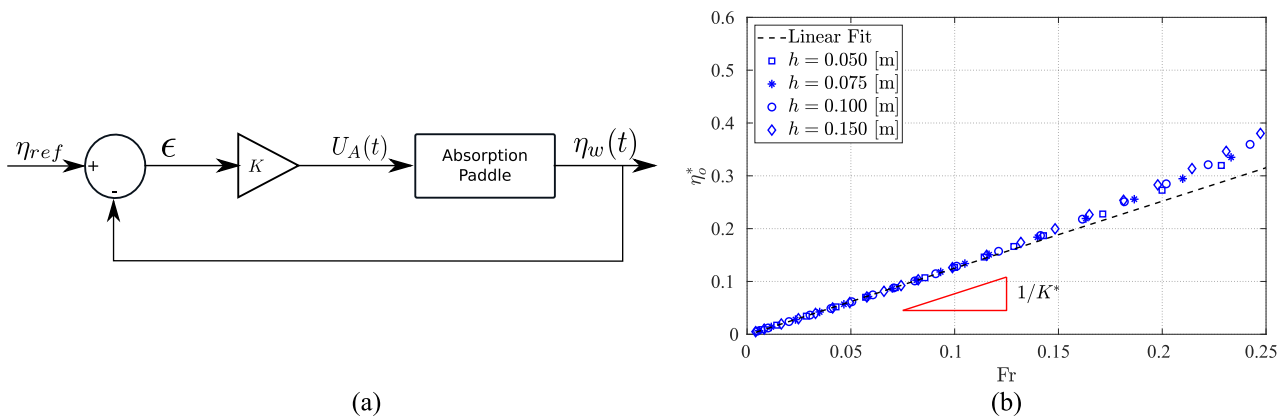 η_ref
+
-
ϵ
K
U_A(t)
Absorption
Paddle
η_w(t)
(a)
0.6
0.5
0.4
0.3
0.2
0.1
0
η_o^*
Linear Fit
h = 0.050 [m]
h = 0.075 [m]
h = 0.100 [m]
h = 0.150 [m]
1/K^*
0 0.05 0.1 0.15 0.2 0.25
Fr
(b)